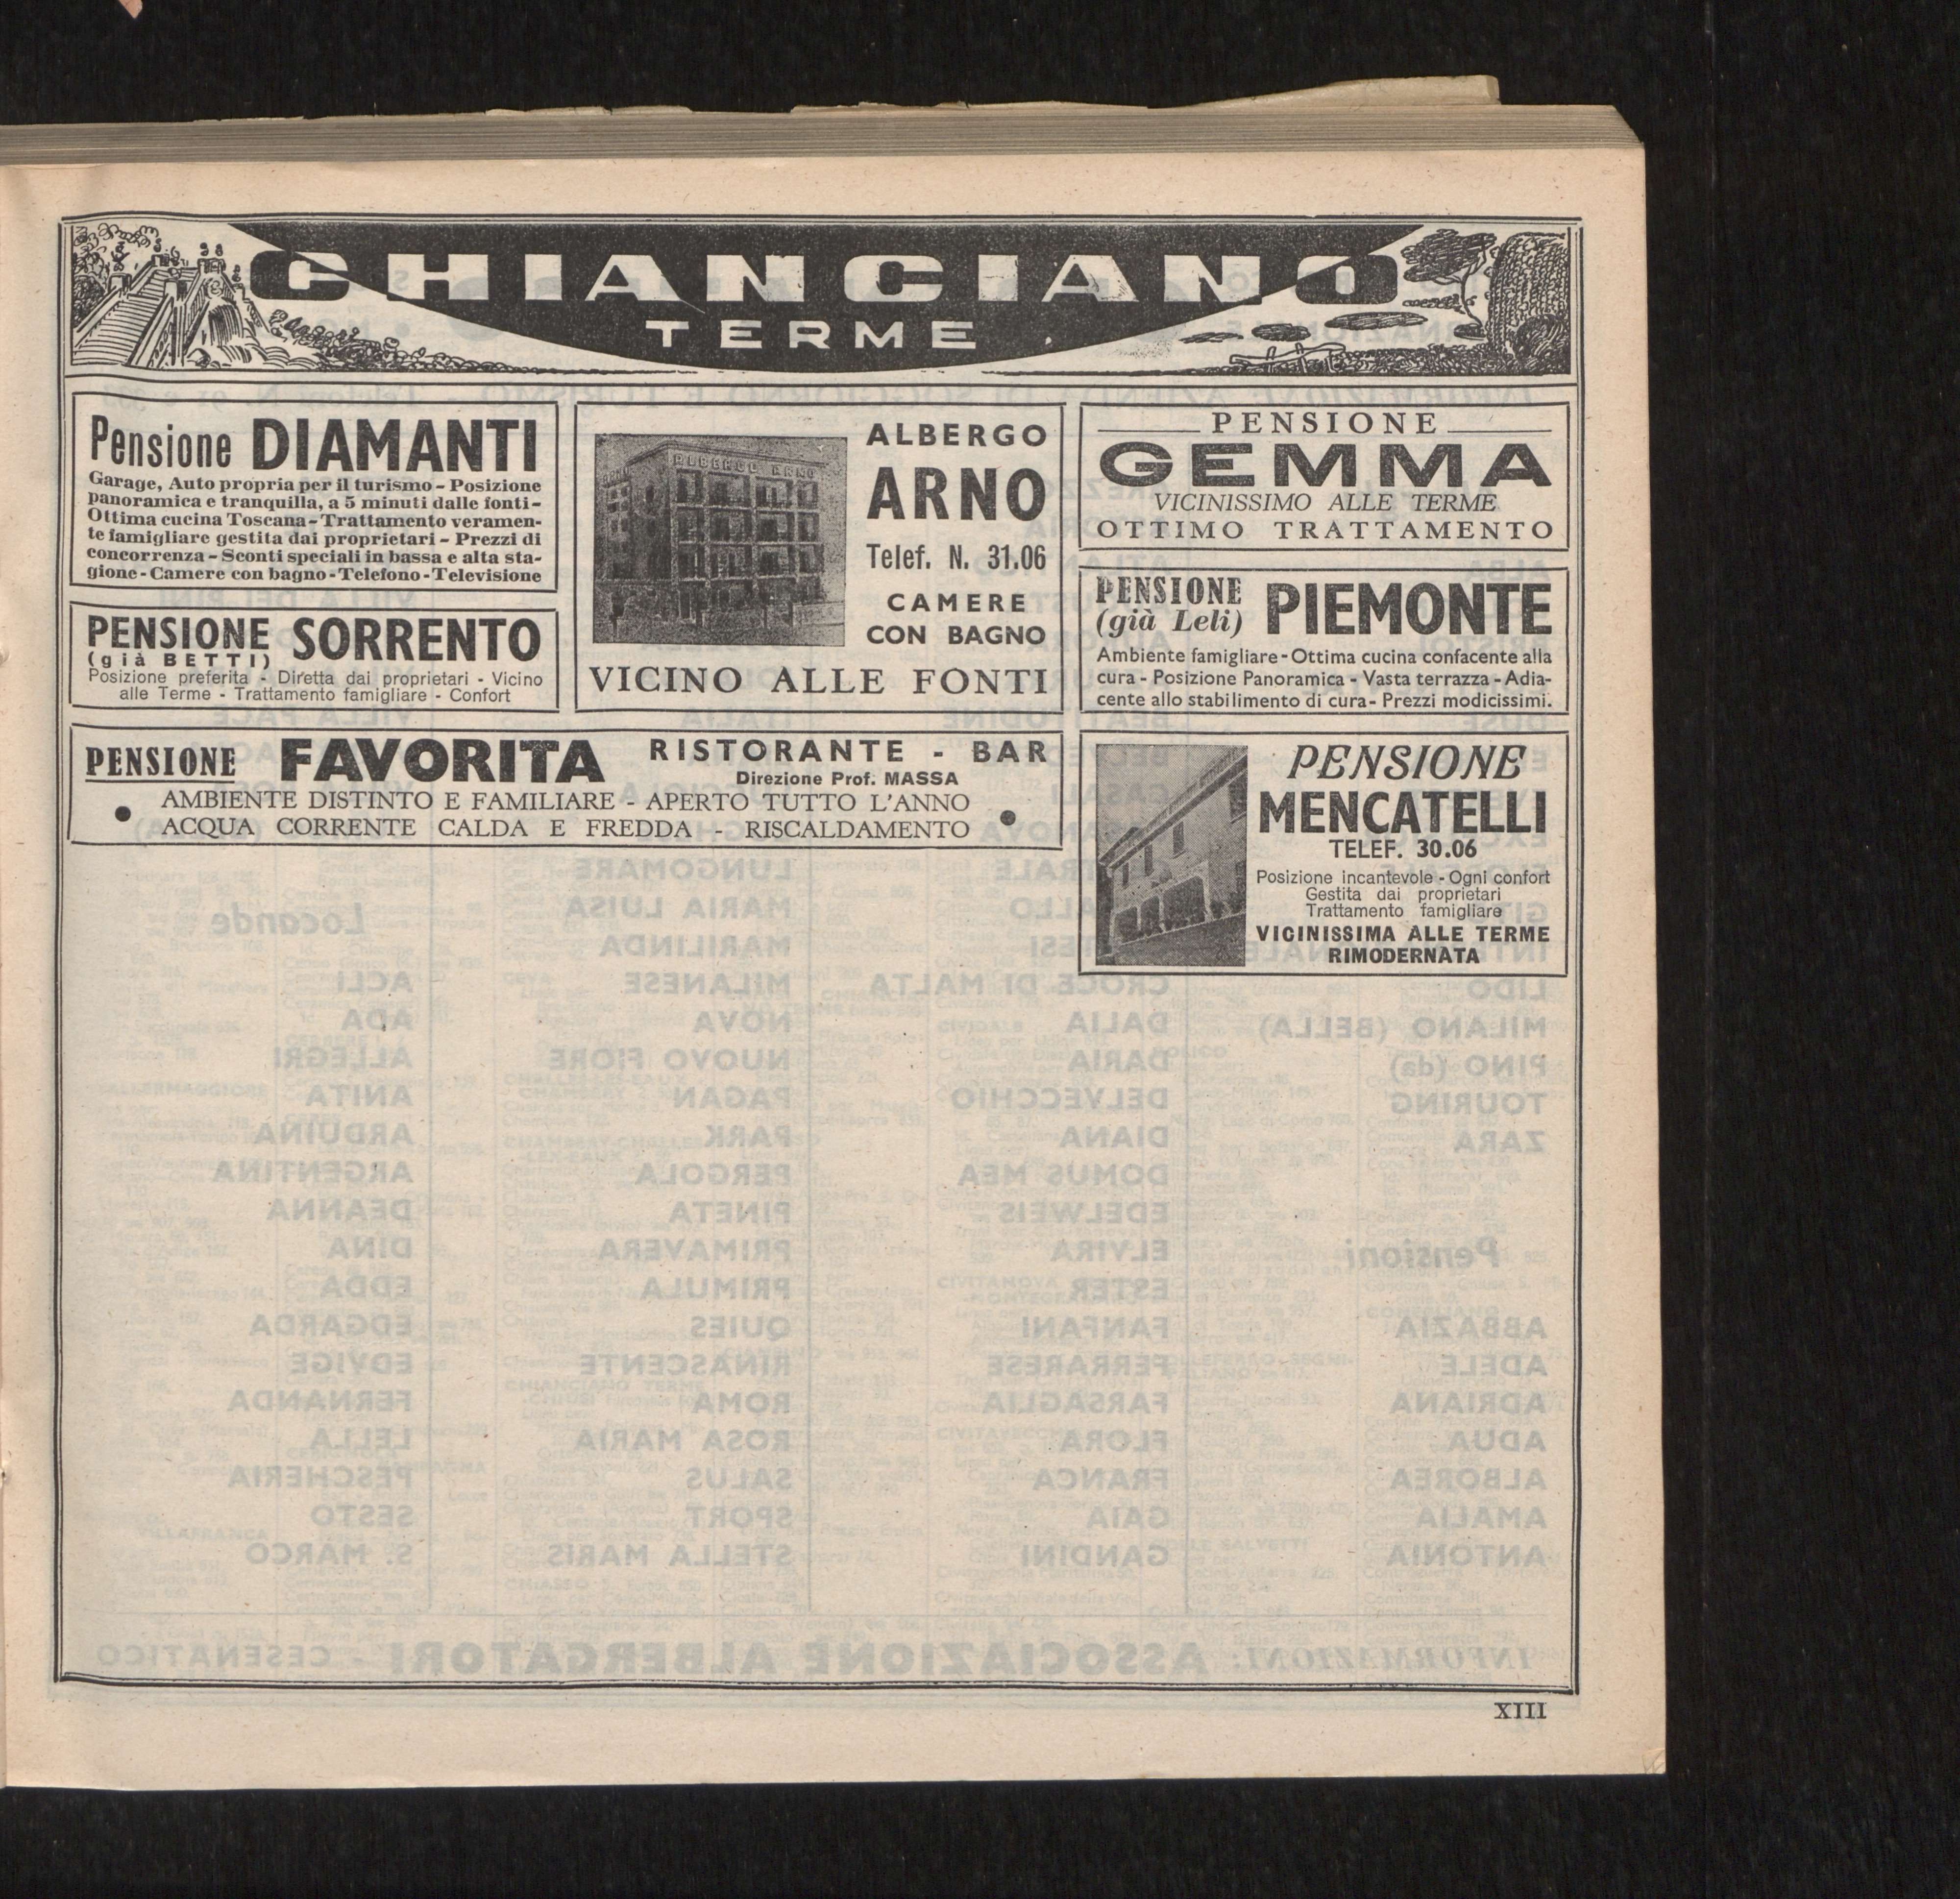 CHIANCIANO
TERME
Pensione DIAMANTI
Garage, Auto propria per il turismo - Posizione
panoramica e tranquilla, a 5 minuti dalle fonti -
Ottima cucina Toscana - Trattamento veramen-
te famigliare gestita dai proprietari - Prezzi di
concorrenza - Sconti speciali in bassa e alta sta-
gione - Camere con bagno - Telefono - Televisione
PENSIONE SORRENTO
(già BETTI)
Posizione preferita - Diretta dai proprietari - Vicino
alle Terme - Trattamento famigliare - Confort
ALBERGO ARNO
ALBERGO
ARNO
Telef. N. 31.06
CAMERE
CON BAGNO
VICINO ALLE FONTI
PENSIONE
GEMMA
VICINISSIMO ALLE TERME
OTTIMO TRATTAMENTO
PENSIONE PIEMONTE
(già Leli)
Ambiente famigliare - Ottima cucina confacente alla
cura - Posizione Panoramica - Vasta terrazza - Adia-
cente allo stabilimento di cura - Prezzi modicissimi.
PENSIONE FAVORITA RISTORANTE - BAR
Direzione Prof. MASSA
• AMBIENTE DISTINTO E FAMILIARE - APERTO TUTTO L'ANNO •
ACQUA CORRENTE CALDA E FREDDA - RISCALDAMENTO
PENSIONE
MENCATELLI
TELEF. 30.06
Posizione incantevole - Ogni confort
Gestita dai proprietari
Trattamento famigliare
VICINISSIMA ALLE TERME
RIMODERNATA
XIII